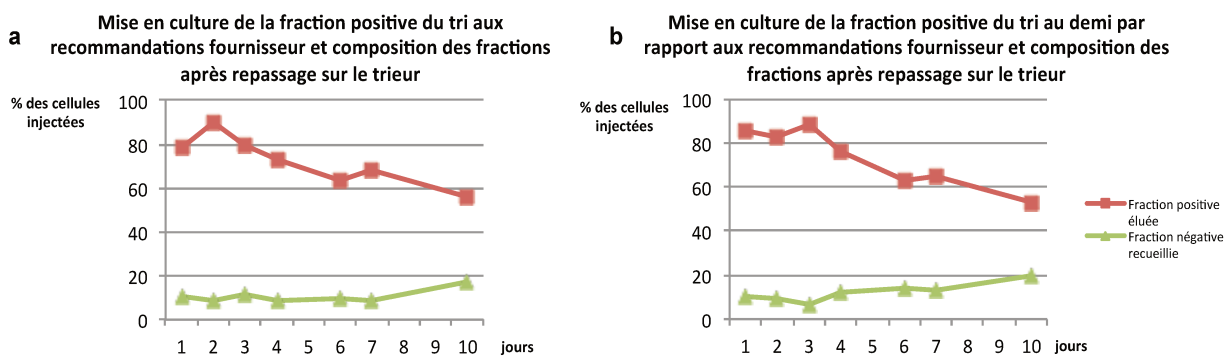 a
Mise en culture de la fraction positive du tri aux
recommandations fournisseur et composition des fractions
après repassage sur le trieur
% des cellules
injectées
100
80
60
40
20
0
1 2 3 4 5 6 7 8 9 10 jours
b
Mise en culture de la fraction positive du tri au demi par
rapport aux recommandations fournisseur et composition des
fractions après repassage sur le trieur
% des cellules
injectées
100
80
60
40
20
0
1 2 3 4 5 6 7 8 9 10 jours
Fraction positive
éluée
Fraction négative
recueillie